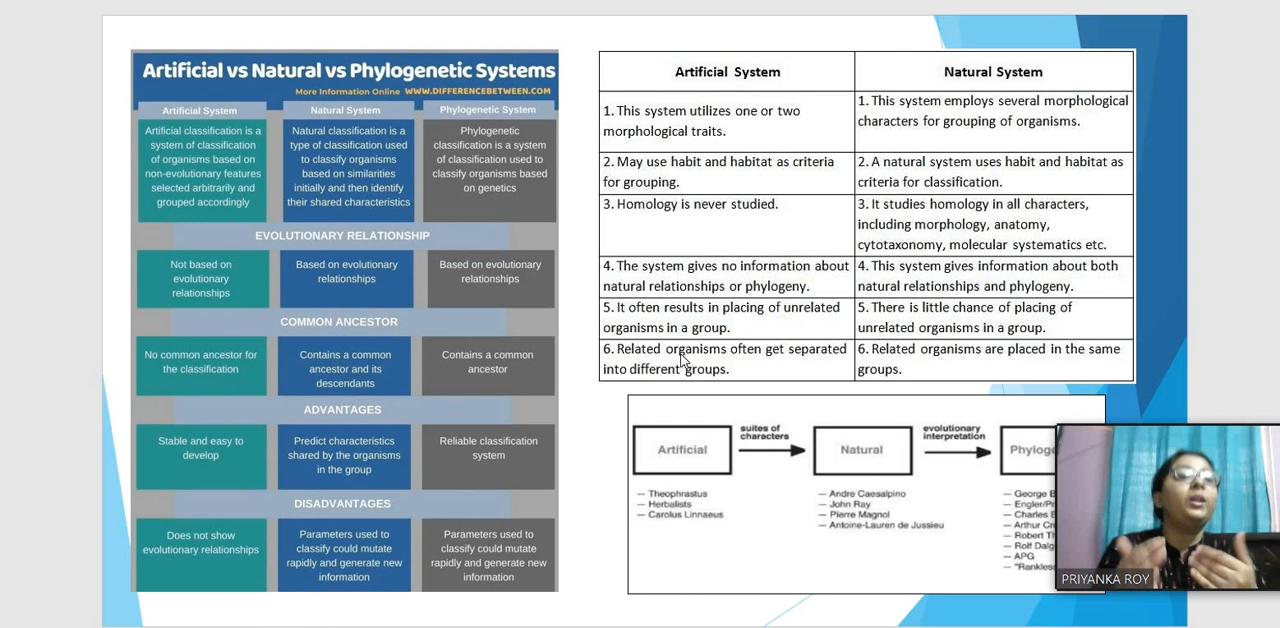 Artificial vs Natural vs Phylogenetic Systems
More Information Online WWW.DIFFERENCEBETWEEN.COM
Artificial System
Natural System
Phylogenetic System
Artificial classification is a
system of classification
of organisms based on
non-evolutionary features
selected arbitrarily and
grouped accordingly
Natural classification is a
type of classification used
to classify organisms
based on similarities
initially and then identify
their shared characteristics
Phylogenetic
classification is a system
of classification used to
classify organisms based
on genetics
EVOLUTIONARY RELATIONSHIP
Not based on
evolutionary
relationships
Based on evolutionary
relationships
Based on evolutionary
relationships
COMMON ANCESTOR
No common ancestor for
the classification
Contains a common
ancestor and its
descendants
Contains a common
ancestor
ADVANTAGES
Stable and easy to
develop
Predict characteristics
shared by the organisms
in the group
Reliable classification
system
DISADVANTAGES
Does not show
evolutionary relationships
Parameters used to
classify could mutate
rapidly and generate new
information
Parameters used to
classify could mutate
rapidly and generate new
information
Artificial System
Natural System
1. This system utilizes one or two
morphological traits.
1. This system employs several morphological
characters for grouping of organisms.
2. May use habit and habitat as criteria
for grouping.
2. A natural system uses habit and habitat as
criteria for classification.
3. Homology is never studied.
3. It studies homology in all characters,
including morphology, anatomy,
cytotaxonomy, molecular systematics etc.
4. The system gives no information about
natural relationships or phylogeny.
4. This system gives information about both
natural relationships and phylogeny.
5. It often results in placing of unrelated
organisms in a group.
5. There is little chance of placing of
unrelated organisms in a group.
6. Related organisms often get separated
into different groups.
6. Related organisms are placed in the same
groups.
Artificial
suites of
characters
Natural
evolutionary
interpretation
— Theophrastus
— Herbalists
— Carolus Linnaeus
— Andre Caesalpino
— John Ray
— Pierre Magnol
— Antoine-Lauren de Jussieu
— George
— Charles
— Arthur
— Robert
— Rolf
— APG
PRIYANKA ROY